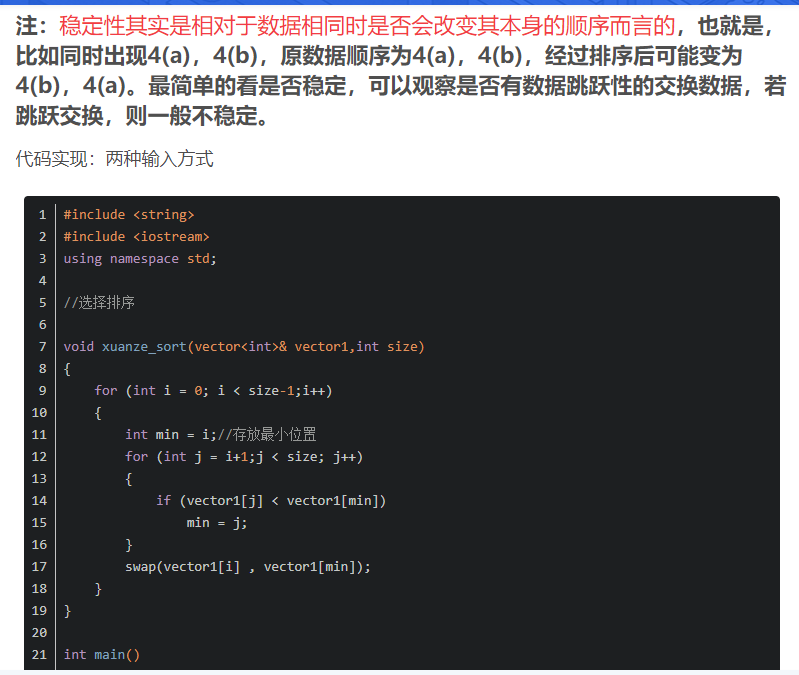 注：稳定性其实是相对于数据相同时是否会改变其本身的顺序而言的，也就是，
比如同时出现4(a)，4(b)，原数据顺序为4(a)，4(b)，经过排序后可能变为
4(b)，4(a)。最简单的看是否稳定，可以观察是否有数据跳跃性的交换数据，若
跳跃交换，则一般不稳定。
代码实现：两种输入方式
1 #include <string>
2 #include <iostream>
3 using namespace std;
4
5 //选择排序
6
7 void xuanze_sort(vector<int>& vector1,int size)
8 {
9     for (int i = 0; i < size-1;i++)
10     {
11         int min = i;//存放最小位置
12         for (int j = i+1;j < size; j++)
13         {
14             if (vector1[j] < vector1[min])
15                 min = j;
16         }
17         swap(vector1[i] , vector1[min]);
18     }
19 }
20
21 int main()